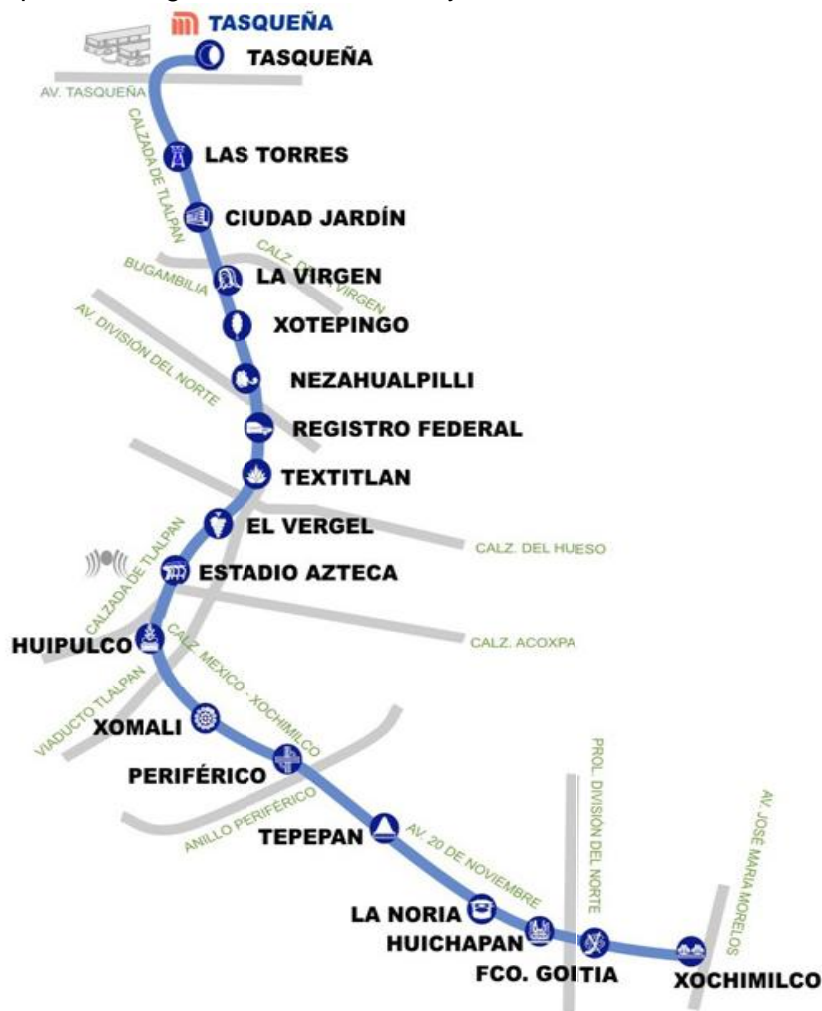 TASQUEÑA
TASQUEÑA
AV. TASQUEÑA
CALZADA DE TLALPAN
LAS TORRES
CIUDAD JARDÍN
BUGAMBILIA
CALZ. DE VIRGEN
LA VIRGEN
XOTEPINGO
AV. DIVISIÓN DEL NORTE
NEZAHUALPILLI
REGISTRO FEDERAL
TEXTITLAN
EL VERGEL
CALZ. DEL HUESO
CALZADA DE TLALPAN
ESTADIO AZTECA
HUIPULCO
CALZ. ACOXPA
CALZ. MEXICO - XOCHIMILCO
VIADUCTO TLALPAN
XOMALI
PERIFÉRICO
ANILLO PERIFÉRICO
TEPEPAN
AV. 20 DE NOVIEMBRE
PROL. DIVISIÓN DEL NORTE
AV. JOSÉ MARIA MORELOS
LA NORIA
HUICHAPAN
FCO. GOITIA
XOCHIMILCO